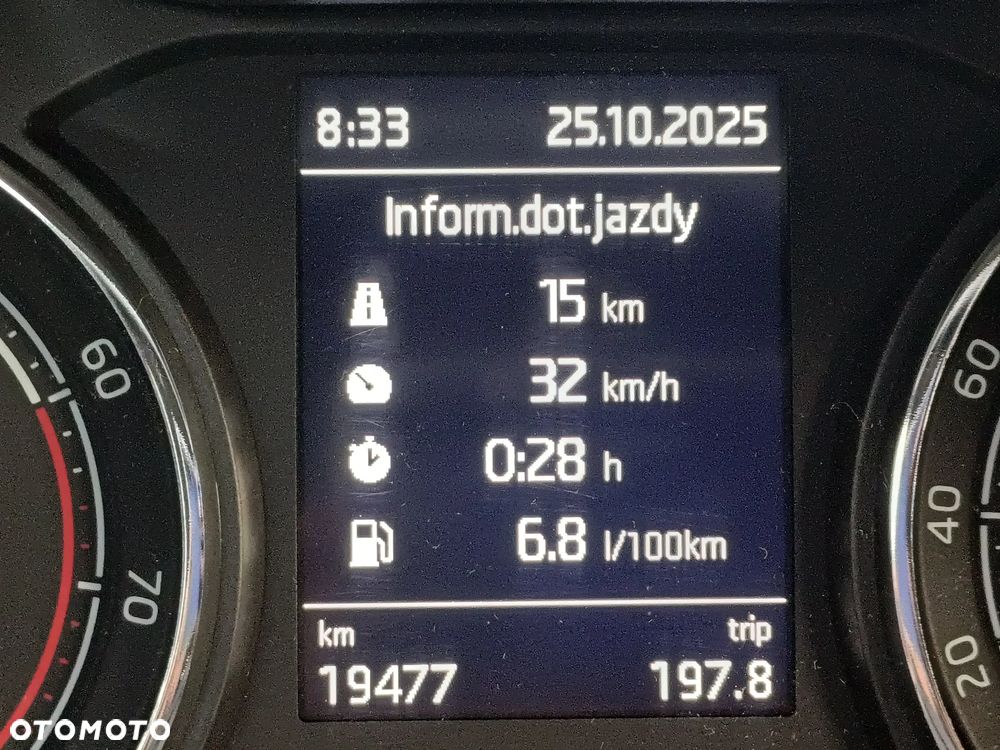 8:33 25.10.2025
Inform.dot.jazdy
15 km
32 km/h
0:28 h
6.8 l/100km
km trip
19477 197.8
60
70
60
40
20
OTOMOTO